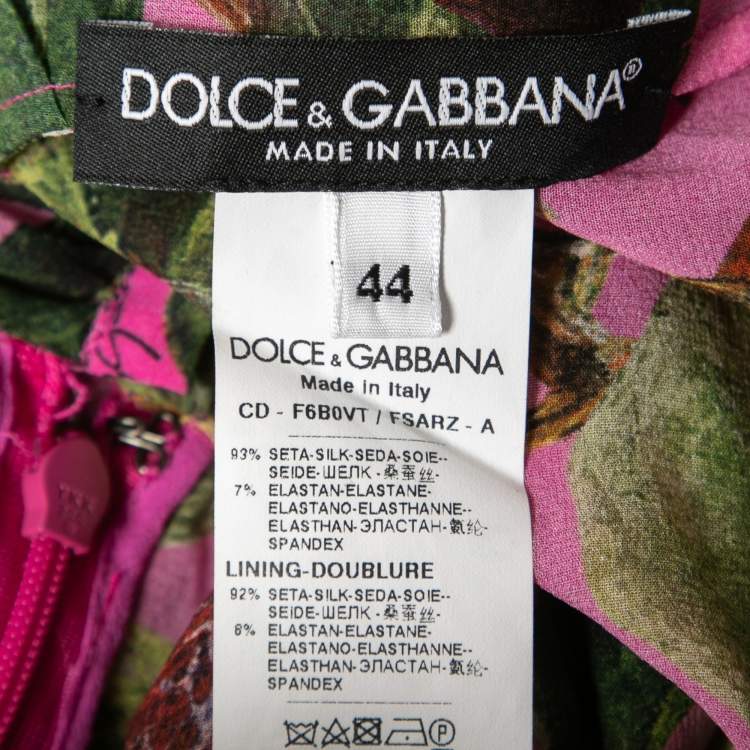 DOLCE & GABBANA®
MADE IN ITALY
44
DOLCE & GABBANA
Made in Italy
CD - F6B0VT / FSARZ - A
93% SETA-SILK-SEDA-SOIE--
SEIDE-ШЕЛК -桑蚕丝-
7% ELASTAN-ELASTANE-
ELASTANO-ELASTHANNE--
ELASTHAN-ЭЛАСТАН-氨纶-
SPANDEX
LINING-DOUBLURE
92% SETA-SILK-SEDA-SOIE--
SEIDE-ШЕЛК -桑蚕丝-
8% ELASTAN-ELASTANE-
ELASTANO-ELASTHANNE--
ELASTHAN-ЭЛАСТАН-氨纶-
SPANDEX
P